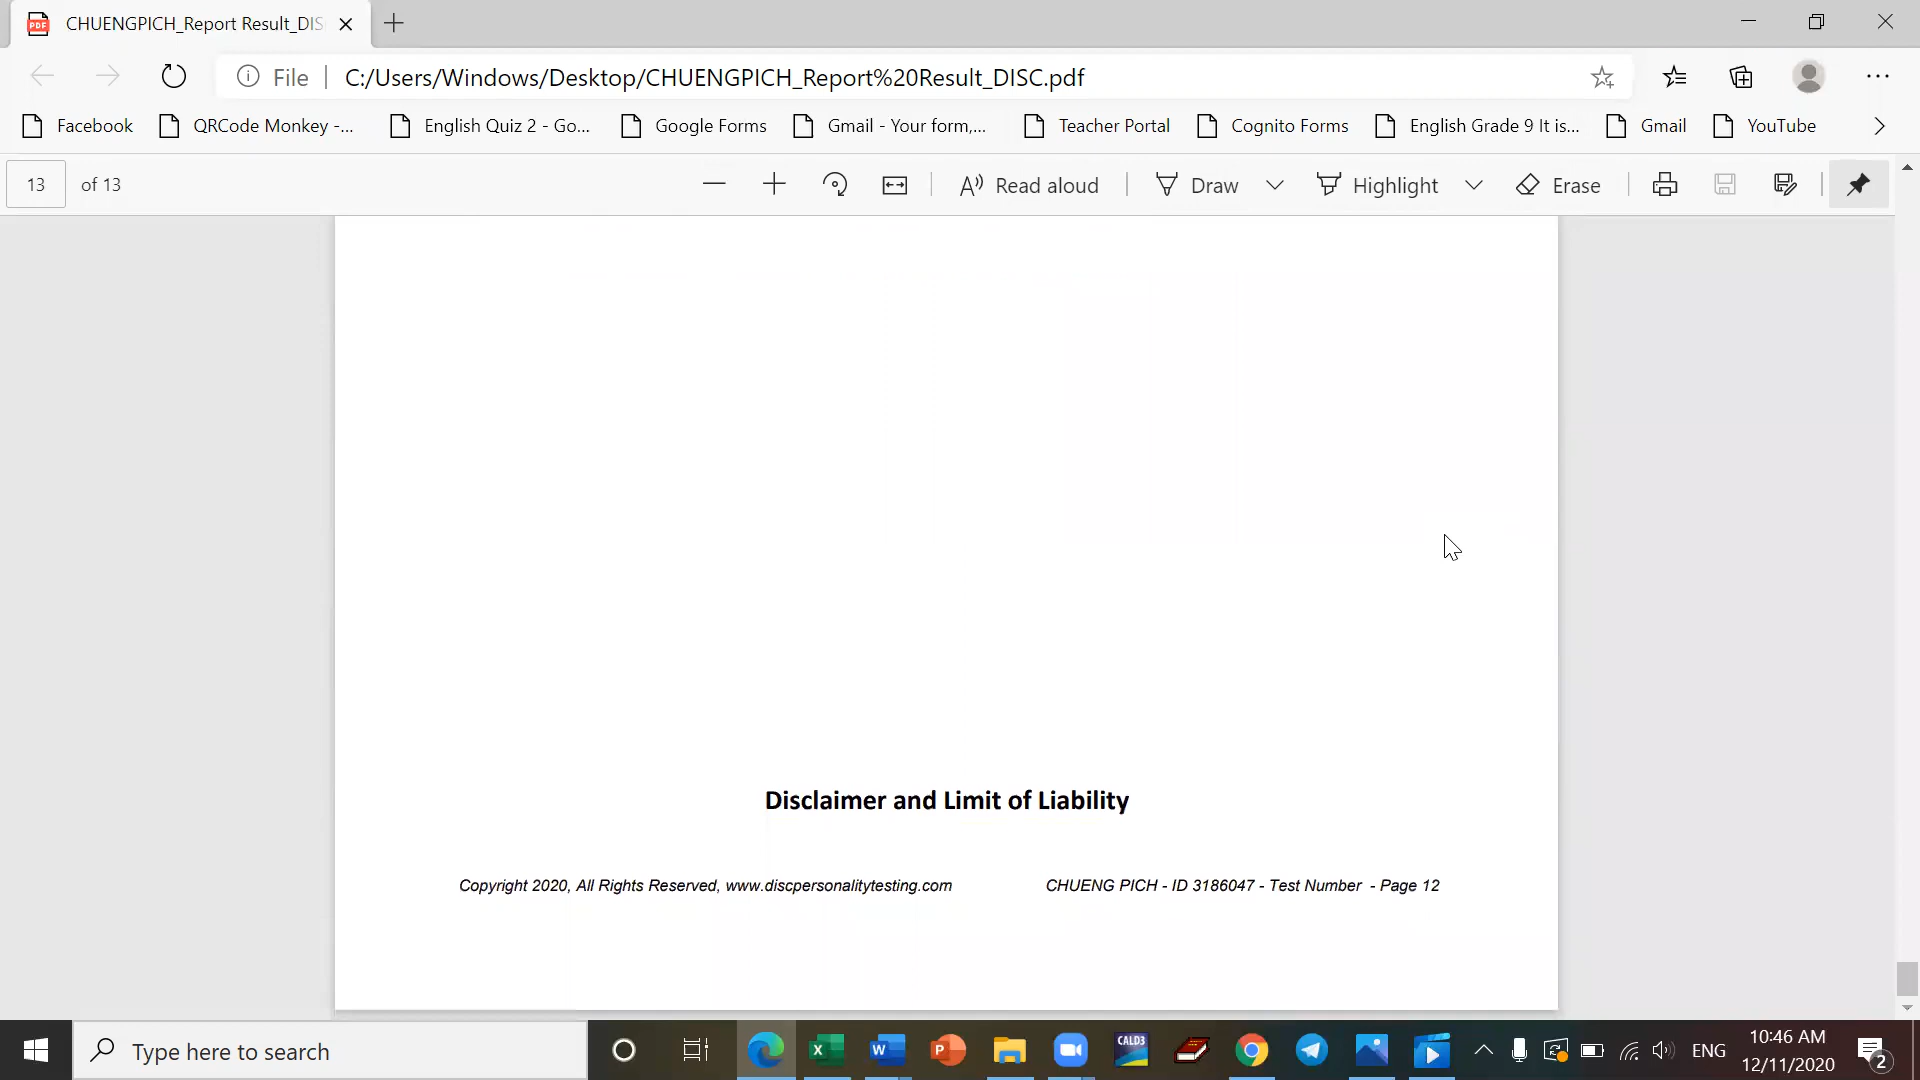 CHUENGPICH_Report Result_DIS
File
C:/Users/Windows/Desktop/CHUENGPICH_Report%20Result_DISC.pdf
Facebook
QRCode Monkey -...
English Quiz 2 - Go...
Google Forms
Gmail - Your form,...
Teacher Portal
Cognito Forms
English Grade 9 It is...
Gmail
YouTube
13 of 13
Read aloud
Draw
Highlight
Erase
Disclaimer and Limit of Liability
Copyright 2020, All Rights Reserved, www.discpersonalitytesting.com
CHUENG PICH - ID 3186047 - Test Number - Page 12
Type here to search
CALD3
ENG
10:46 AM
12/11/2020
2